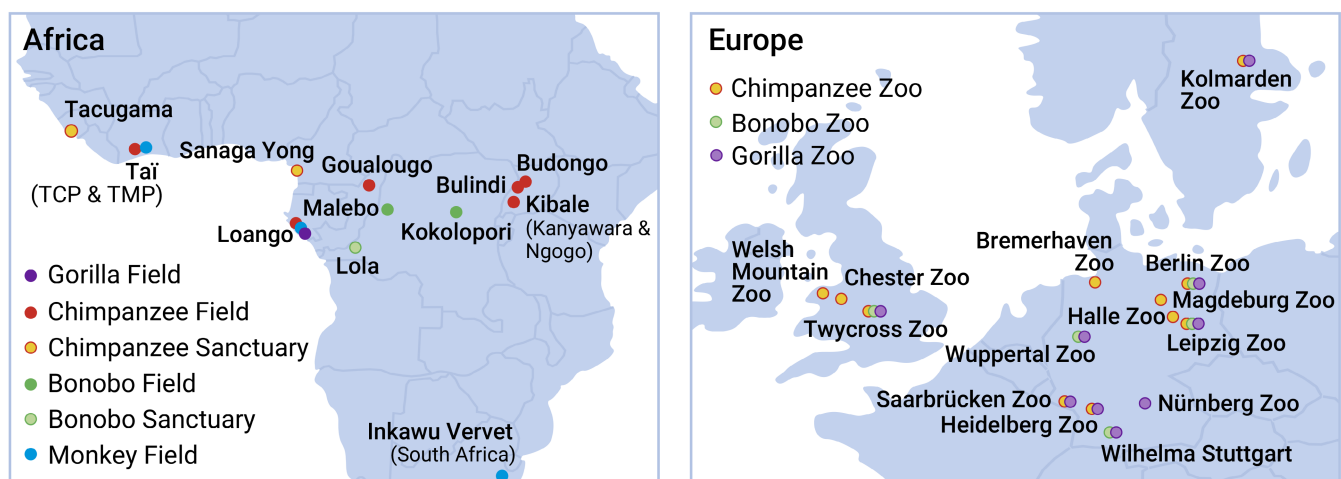 Africa
Tacugama
Taï
(TCP & TMP)
Sanaga Yong
Goualougo
Budongo
Bulindi
Malebo
Kibale
(Kanyawara &
Ngogo)
Kokolopori
Loango
Lola
Gorilla Field
Chimpanzee Field
Chimpanzee Sanctuary
Bonobo Field
Bonobo Sanctuary
Monkey Field
Inkawu Vervet
(South Africa)
Europe
Chimpanzee Zoo
Bonobo Zoo
Gorilla Zoo
Kolmarden
Zoo
Welsh
Mountain
Zoo
Chester Zoo
Twycross Zoo
Bremerhaven
Zoo
Berlin Zoo
Magdeburg Zoo
Halle Zoo
Leipzig Zoo
Wuppertal Zoo
Saarbrücken Zoo
Nürnberg Zoo
Heidelberg Zoo
Wilhelma Stuttgart